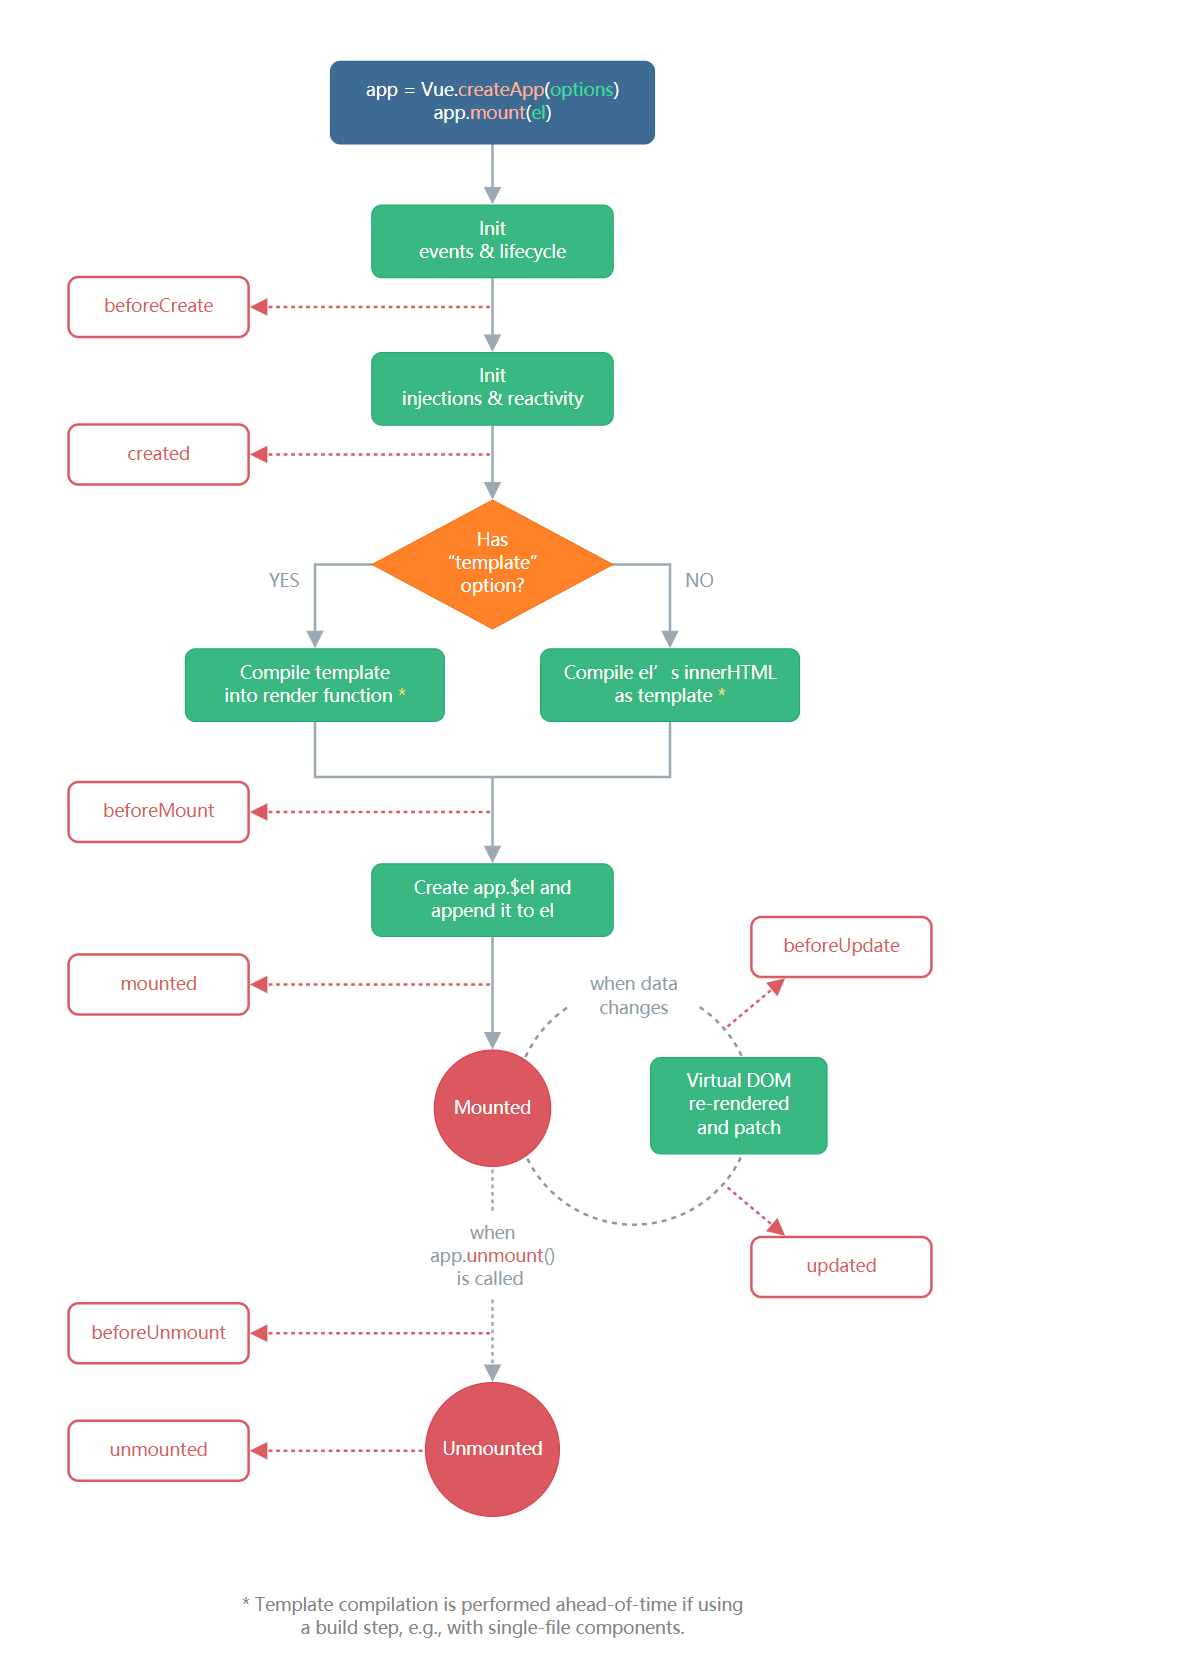 app = Vue.createApp(options)
app.mount(el)
Init
events & lifecycle
beforeCreate
Init
injections & reactivity
created
Has
“template”
option?
YES
NO
Compile template
into render function *
Compile el’s innerHTML
as template *
beforeMount
Create app.$el and
append it to el
beforeUpdate
mounted
when data
changes
Mounted
Virtual DOM
re-rendered
and patch
when
app.unmount()
is called
updated
beforeUnmount
unmounted
Unmounted
* Template compilation is performed ahead-of-time if using
a build step, e.g., with single-file components.